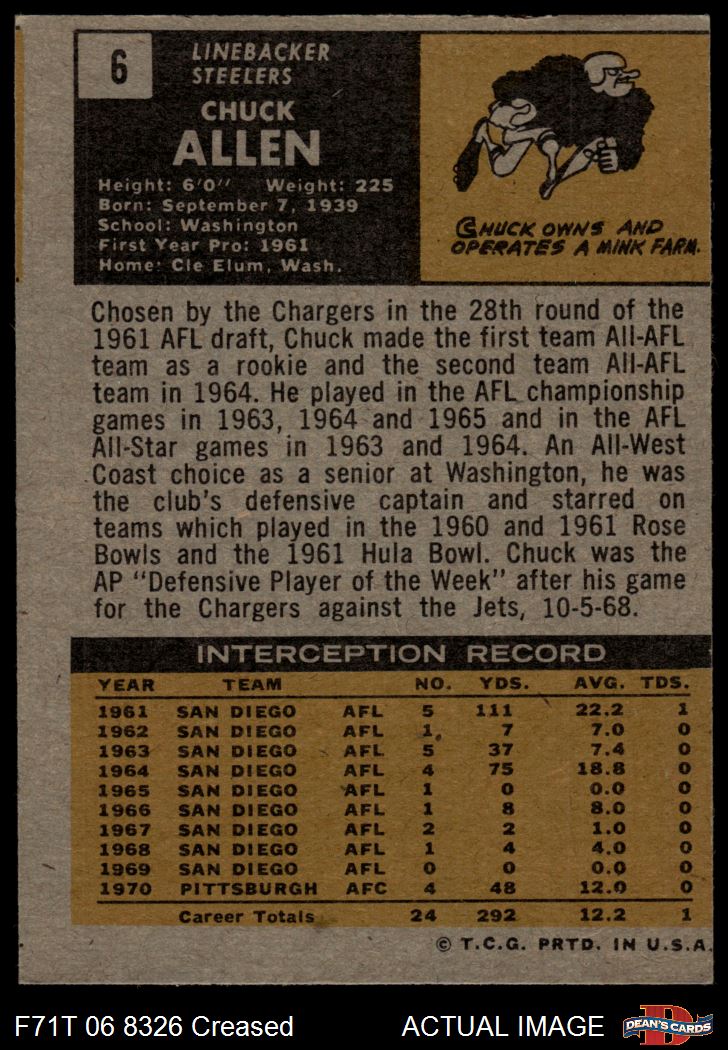 6
LINEBACKER
STEELERS
CHUCK
ALLEN
Height: 6'0" Weight: 225
Born: September 7, 1939
School: Washington
First Year Pro: 1961
Home: Cle Elum, Wash.
CHUCK OWNS AND
OPERATES A MINK FARM.
Chosen by the Chargers in the 28th round of the
1961 AFL draft, Chuck made the first team All-AFL
team as a rookie and the second team All-AFL
team in 1964. He played in the AFL championship
games in 1963, 1964 and 1965 and in the AFL
All-Star games in 1963 and 1964. An All-West
Coast choice as a senior at Washington, he was
the club's defensive captain and starred on
teams which played in the 1960 and 1961 Rose
Bowls and the 1961 Hula Bowl. Chuck was the
AP "Defensive Player of the Week" after his game
for the Chargers against the Jets, 10-5-68.
INTERCEPTION RECORD
YEAR TEAM NO. YDS. AVG. TDS.
1961 SAN DIEGO AFL 5 111 22.2 1
1962 SAN DIEGO AFL 1 7 7.0 0
1963 SAN DIEGO AFL 5 37 7.4 0
1964 SAN DIEGO AFL 4 75 18.8 0
1965 SAN DIEGO AFL 1 0 0.0 0
1966 SAN DIEGO AFL 1 8 8.0 0
1967 SAN DIEGO AFL 2 2 1.0 0
1968 SAN DIEGO AFL 1 4 4.0 0
1969 SAN DIEGO AFL 0 0 0.0 0
1970 PITTSBURGH AFC 4 48 12.0 0
Career Totals 24 292 12.2 1
© T.C.G. PRTD. IN U.S.A.
F71T 06 8326 Creased ACTUAL IMAGE
D
DEAN'S CARDS